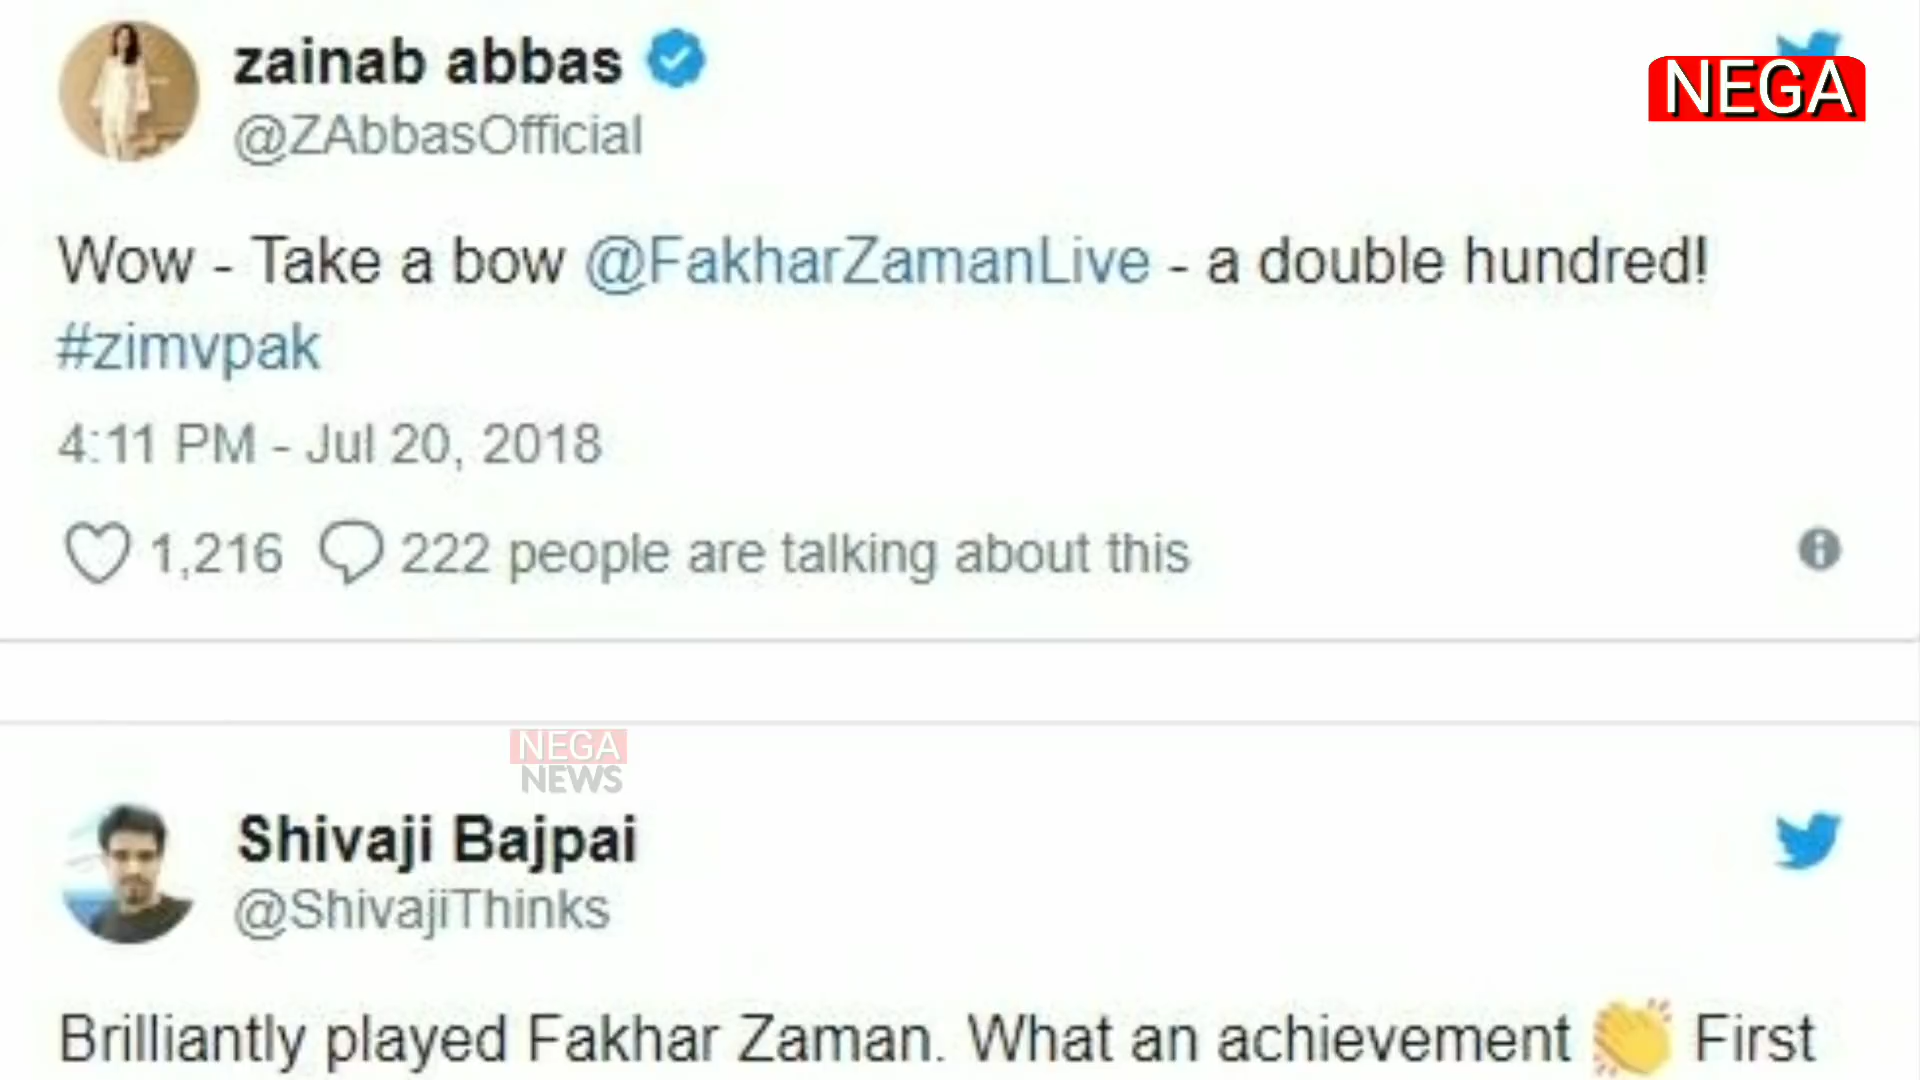 zainab abbas
@ZAbbasOfficial
NEGA
Wow - Take a bow @FakharZamanLive - a double hundred!
#zimvpak
4:11 PM - Jul 20, 2018
1,216 222 people are talking about this
NEGA
NEWS
Shivaji Bajpai
@ShivajiThinks
Brilliantly played Fakhar Zaman. What an achievement 👏 First